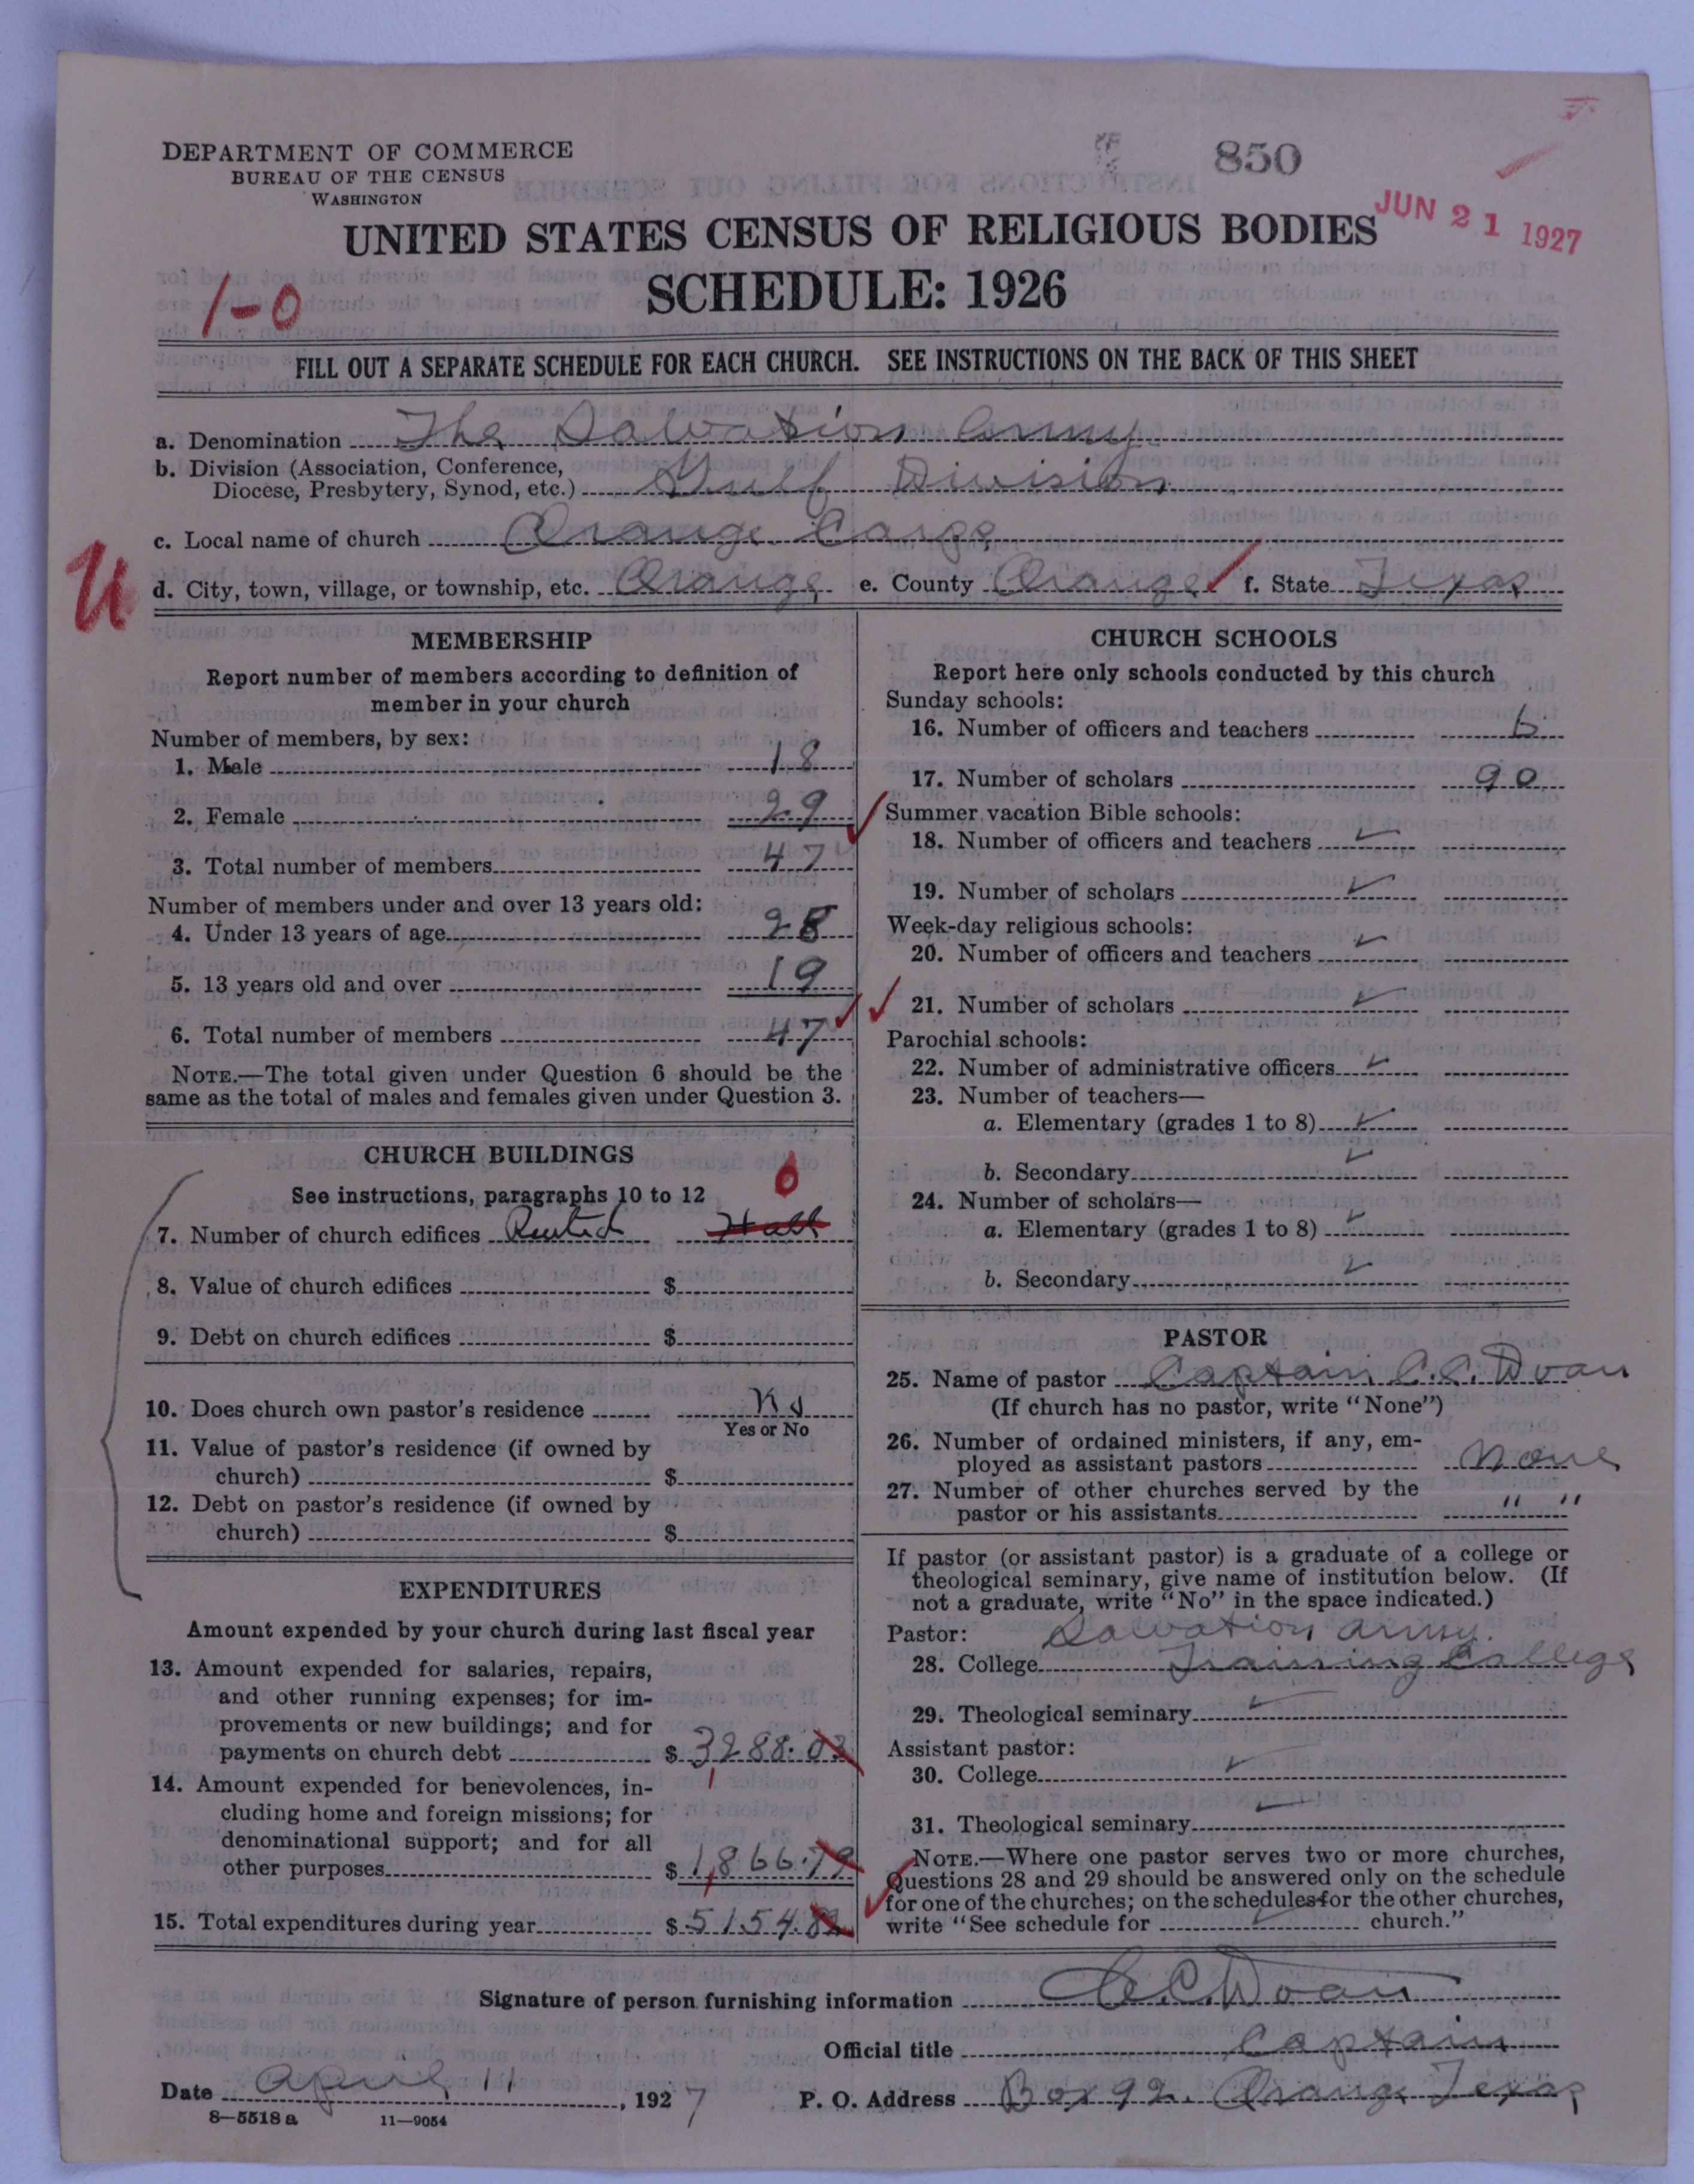 DEPARTMENT OF COMMERCE
BUREAU OF THE CENSUS
WASHINGTON
850
JUN 21 1927
UNITED STATES CENSUS OF RELIGIOUS BODIES
SCHEDULE: 1926
1-0
FILL OUT A SEPARATE SCHEDULE FOR EACH CHURCH. SEE INSTRUCTIONS ON THE BACK OF THIS SHEET
a. Denomination The Salvation Army
b. Division (Association, Conference,
Diocese, Presbytery, Synod, etc.) Gulf Division
c. Local name of church Orange Corps
U
d. City, town, village, or township, etc. Orange e. County Orange f. State Texas
MEMBERSHIP
Report number of members according to definition of
member in your church
Number of members, by sex:
1. Male 18
2. Female 29
3. Total number of members 47
Number of members under and over 13 years old:
4. Under 13 years of age 28
5. 13 years old and over 19
6. Total number of members 47
NOTE.—The total given under Question 6 should be the
same as the total of males and females given under Question 3.
CHURCH BUILDINGS
See instructions, paragraphs 10 to 12
0
7. Number of church edifices Rented Hall
8. Value of church edifices $
9. Debt on church edifices $
10. Does church own pastor's residence No
Yes or No
11. Value of pastor's residence (if owned by
church) $
12. Debt on pastor's residence (if owned by
church) $
EXPENDITURES
Amount expended by your church during last fiscal year
13. Amount expended for salaries, repairs,
and other running expenses; for im-
provements or new buildings; and for
payments on church debt $ 3288.03
14. Amount expended for benevolences, in-
cluding home and foreign missions; for
denominational support; and for all
other purposes $ 1,866.79
15. Total expenditures during year $ 5154.82
CHURCH SCHOOLS
Report here only schools conducted by this church
Sunday schools:
16. Number of officers and teachers 6
17. Number of scholars 90
Summer vacation Bible schools:
18. Number of officers and teachers
19. Number of scholars
Week-day religious schools:
20. Number of officers and teachers
21. Number of scholars
Parochial schools:
22. Number of administrative officers
23. Number of teachers—
a. Elementary (grades 1 to 8)
b. Secondary
24. Number of scholars—
a. Elementary (grades 1 to 8)
b. Secondary
PASTOR
25. Name of pastor Captain C.C. Doan
(If church has no pastor, write "None")
26. Number of ordained ministers, if any, em-
ployed as assistant pastors None
27. Number of other churches served by the
pastor or his assistants " "
If pastor (or assistant pastor) is a graduate of a college or
theological seminary, give name of institution below. (If
not a graduate, write "No" in the space indicated.)
Pastor: Salvation Army.
28. College Training College
29. Theological seminary
Assistant pastor:
30. College
31. Theological seminary
NOTE.—Where one pastor serves two or more churches,
Questions 28 and 29 should be answered only on the schedule
for one of the churches; on the schedules for the other churches,
write "See schedule for church."
Signature of person furnishing information C.C. Doan
Official title Captain
Date April 11, 1927 P. O. Address Box 92. Orange Texas
8—5518 a 11—9054